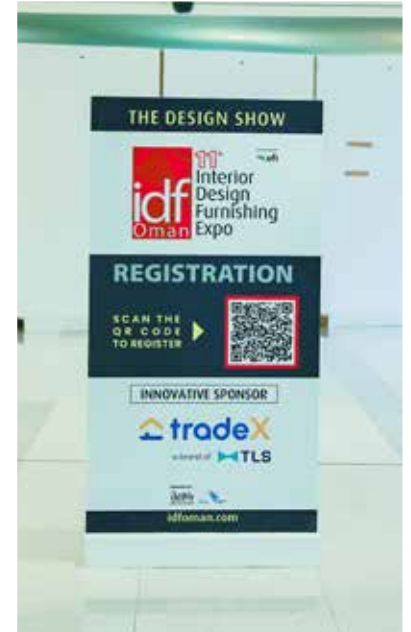 THE DESIGN SHOW
11th
idf
Oman
Interior
Design
Furnishing
Expo
ufi
REGISTRATION
SCAN THE
QR CODE
TO REGISTER
INNOVATIVE SPONSOR
tradeX
a brand of TLS
idfoman.com